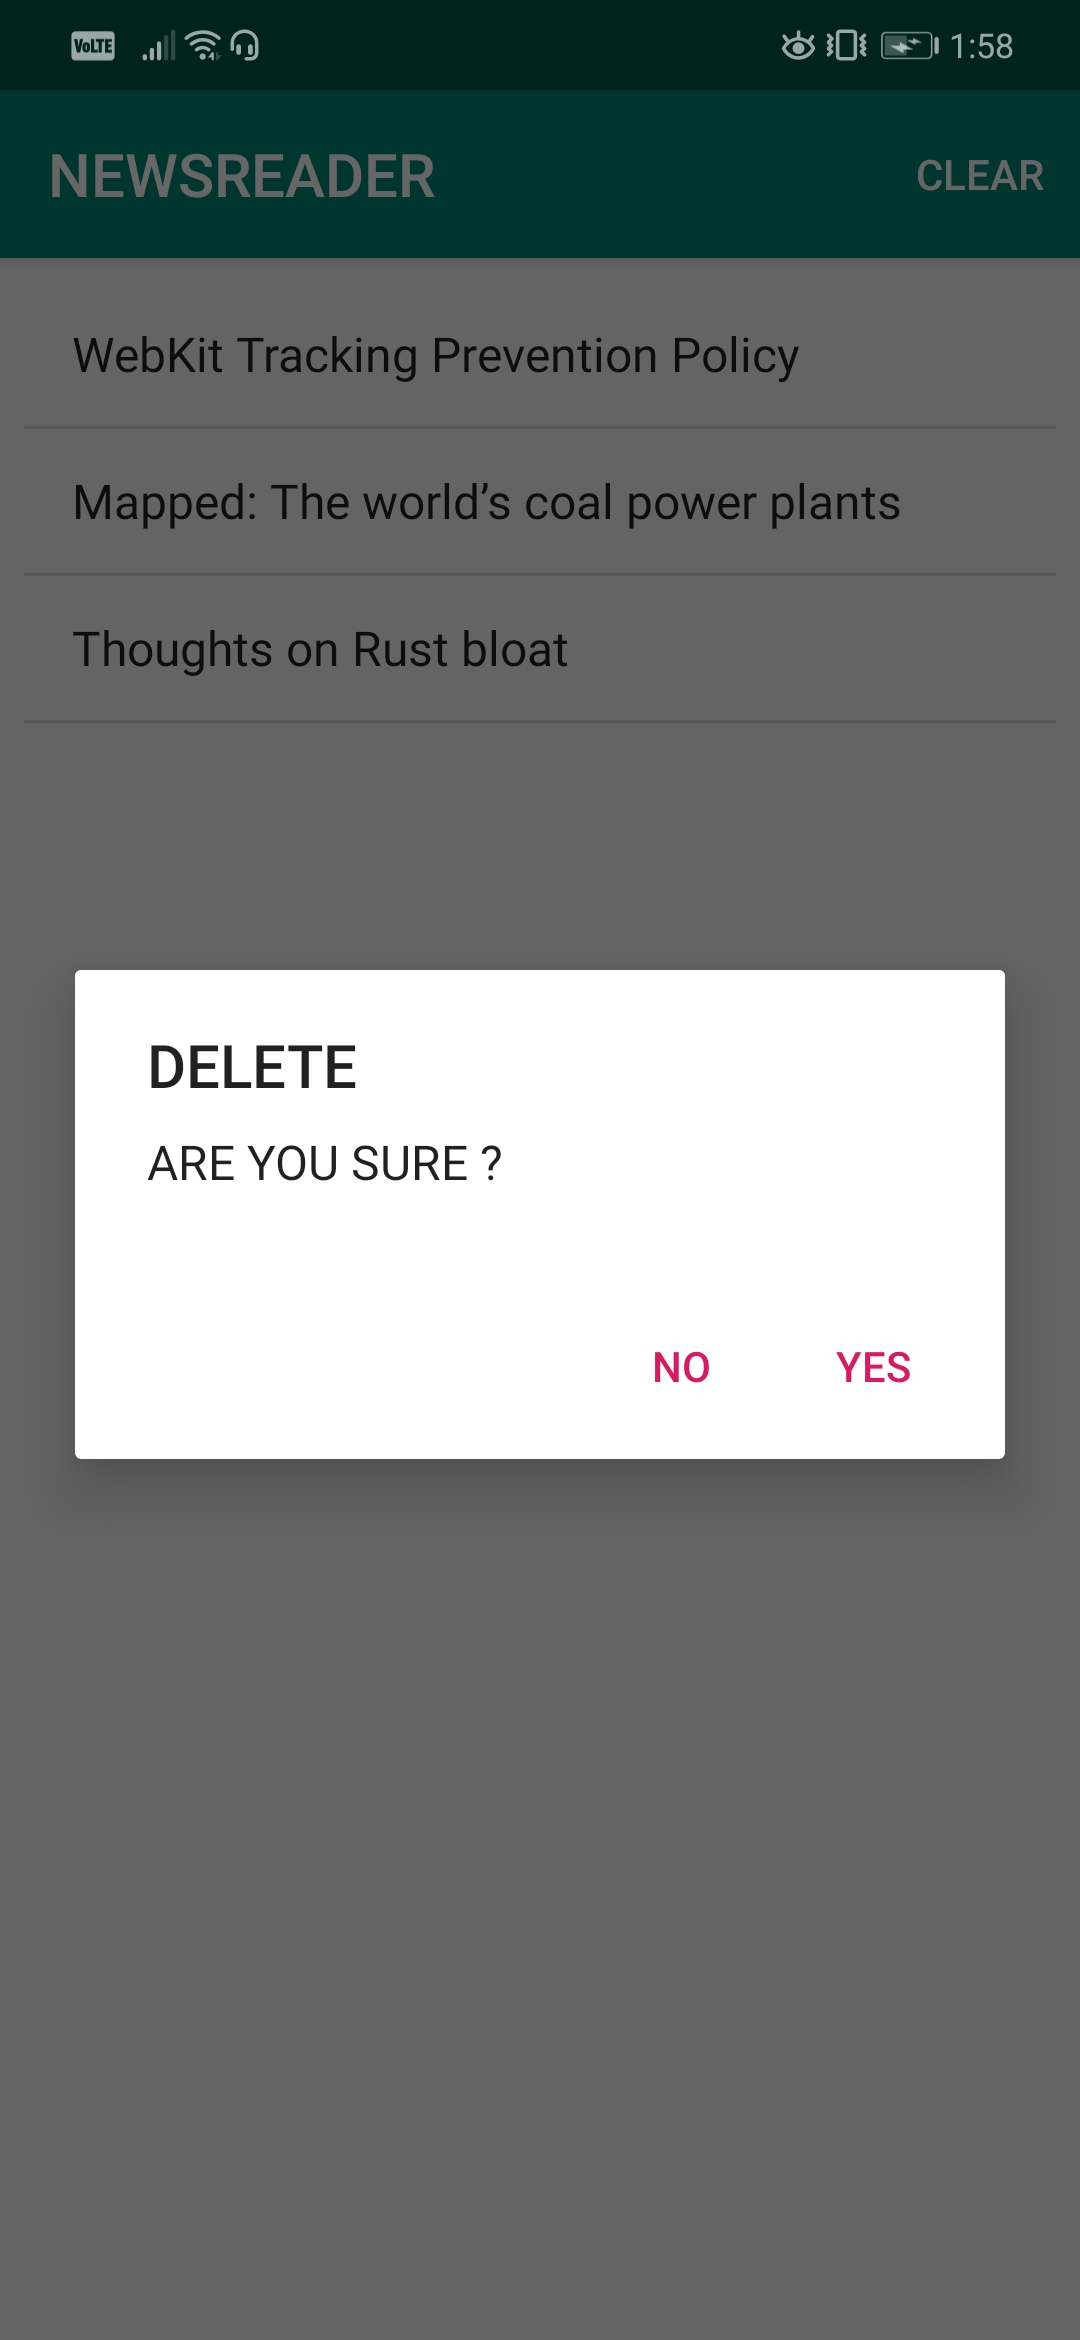 VoLTE 1:58
NEWSREADER CLEAR
WebKit Tracking Prevention Policy
Mapped: The world’s coal power plants
Thoughts on Rust bloat
DELETE
ARE YOU SURE ?
NO YES